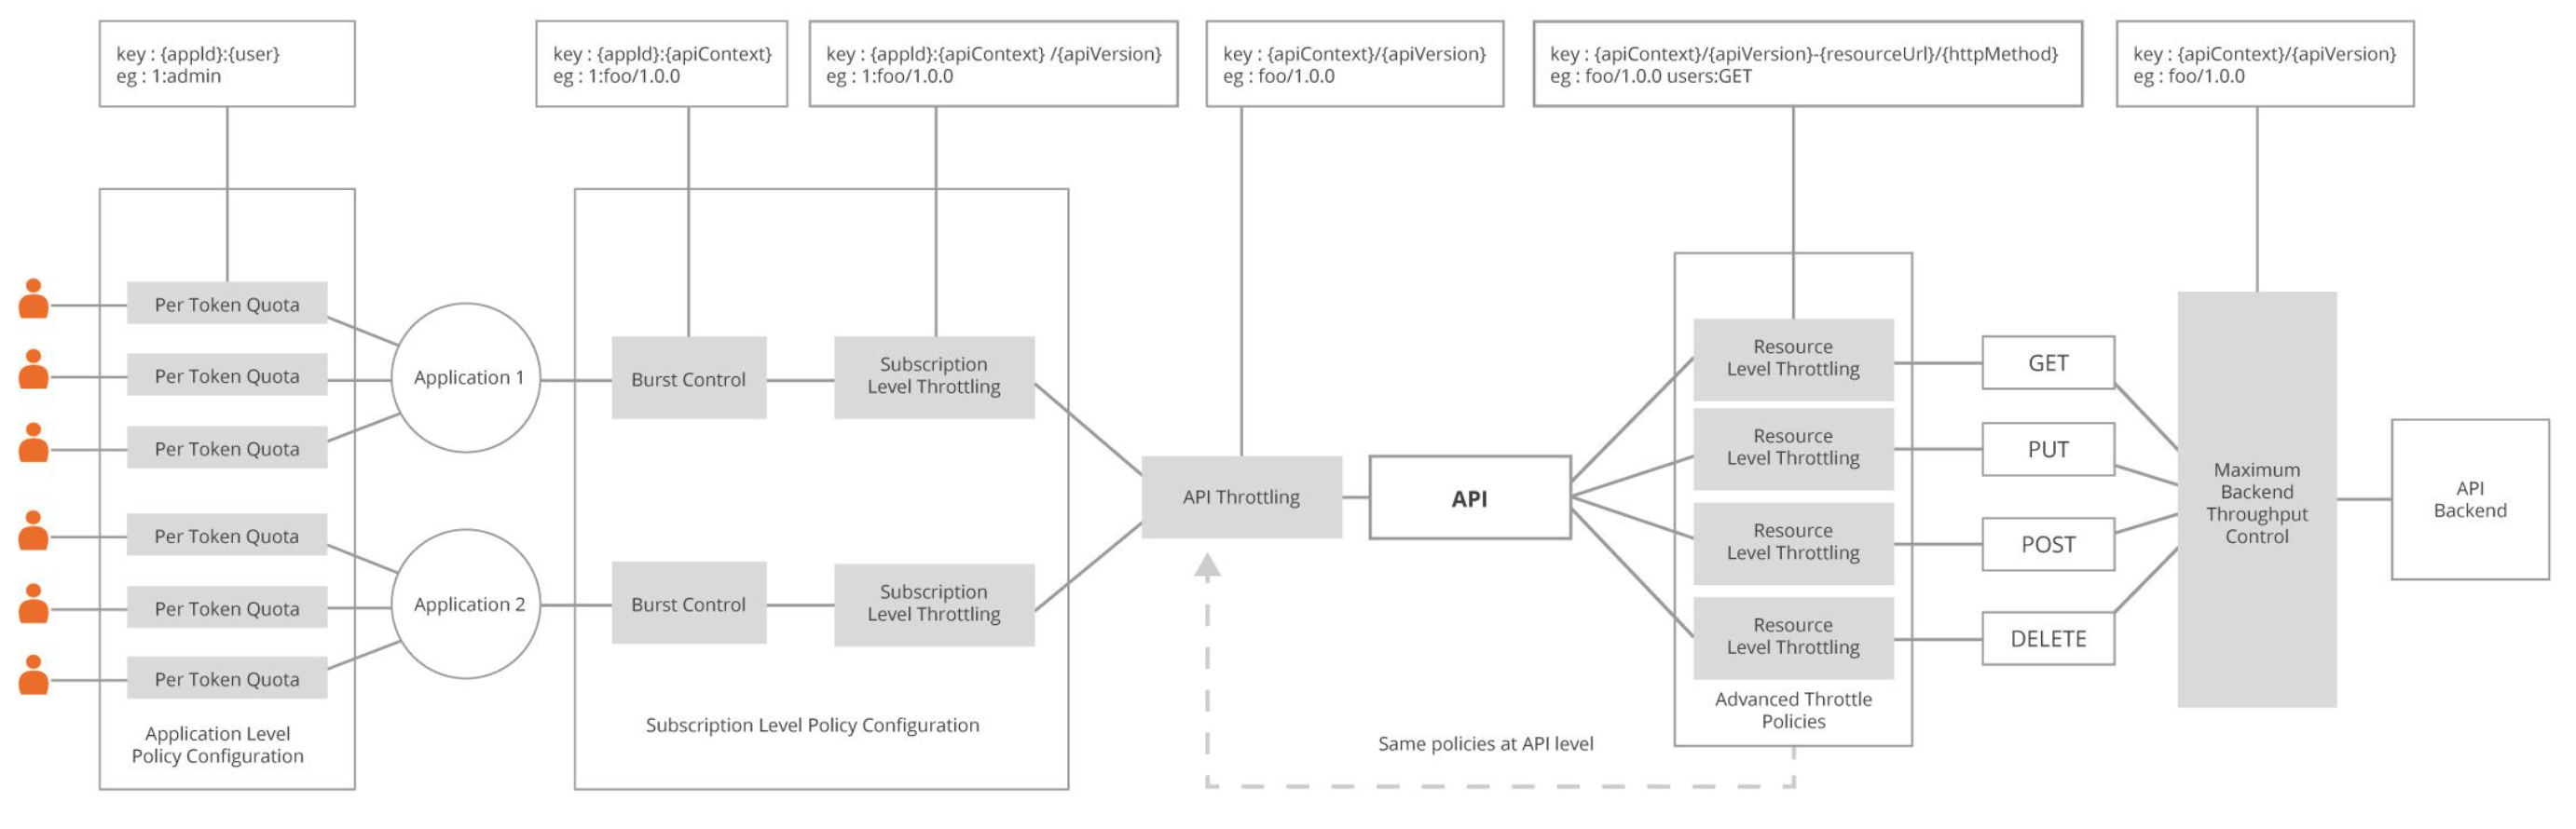 key : {appId}:{user}
eg : 1:admin
key : {appId}:{apiContext}
eg : 1:foo/1.0.0
key : {appId}:{apiContext} /{apiVersion}
eg : 1:foo/1.0.0
key : {apiContext}/{apiVersion}
eg : foo/1.0.0
key : {apiContext}/{apiVersion}-{resourceUrl}/{httpMethod}
eg : foo/1.0.0 users:GET
key : {apiContext}/{apiVersion}
eg : foo/1.0.0
Per Token Quota
Per Token Quota
Per Token Quota
Per Token Quota
Per Token Quota
Per Token Quota
Application Level
Policy Configuration
Application 1
Application 2
Burst Control
Subscription
Level Throttling
Burst Control
Subscription
Level Throttling
Subscription Level Policy Configuration
API Throttling
API
Same policies at API level
Resource
Level Throttling
Resource
Level Throttling
Resource
Level Throttling
Resource
Level Throttling
Advanced Throttle
Policies
GET
PUT
POST
DELETE
Maximum
Backend
Throughput
Control
API
Backend